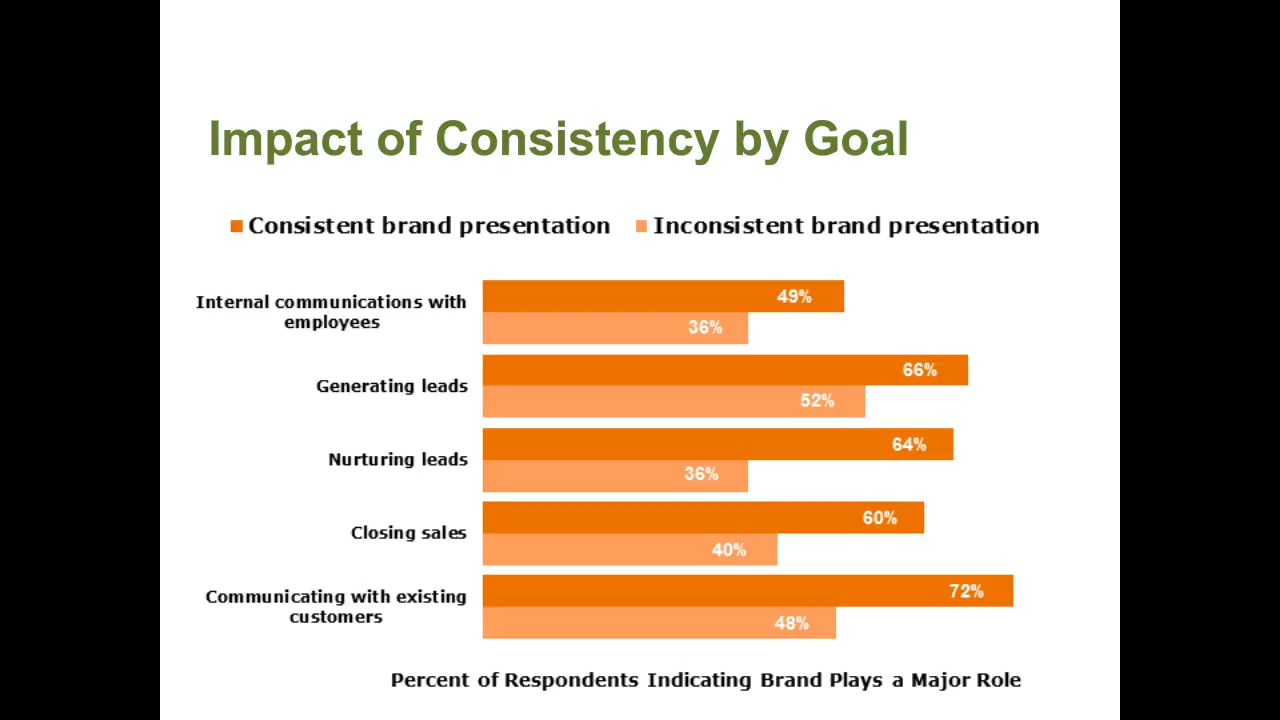 Impact of Consistency by Goal
Consistent brand presentation Inconsistent brand presentation
Internal communications with
employees
49%
36%
Generating leads
66%
52%
Nurturing leads
64%
36%
Closing sales
60%
40%
Communicating with existing
customers
72%
48%
Percent of Respondents Indicating Brand Plays a Major Role